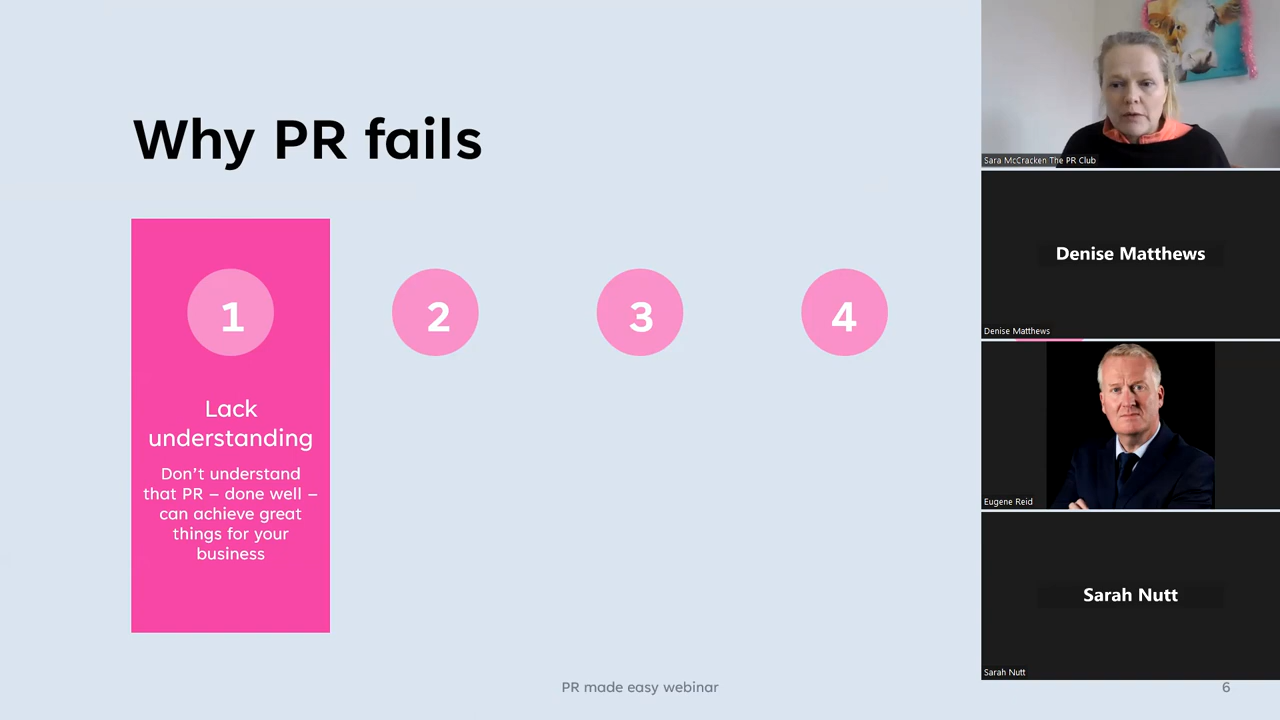 Why PR fails
1
Lack
understanding
Don't understand
that PR – done well –
can achieve great
things for your
business
2
3
4
PR made easy webinar
6
Sara McCracken The PR Club
Denise Matthews
Denise Matthews
Eugene Reid
Sarah Nutt
Sarah Nutt